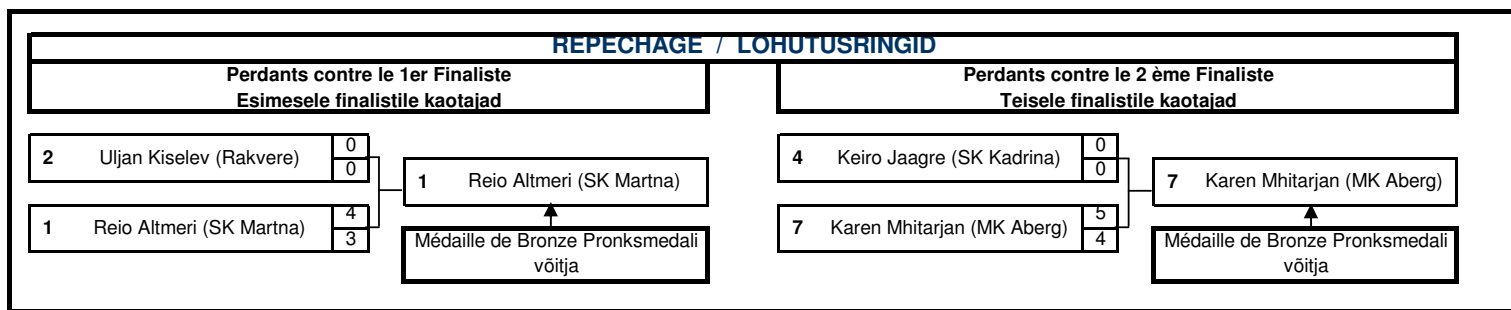 REPECHAGE / LOHUTUSRINGID
Perdants contre le 1er Finaliste
Esimesele finalistile kaotajad
Perdants contre le 2 ème Finaliste
Teisele finalistile kaotajad
2 Uljan Kiselev (Rakvere) 0
0
1 Reio Altmeri (SK Martna)
1 Reio Altmeri (SK Martna) 4
3
Médaille de Bronze Pronksmedali
võitja
4 Keiro Jaagre (SK Kadrina) 0
0
7 Karen Mhitarjan (MK Aberg)
7 Karen Mhitarjan (MK Aberg) 5
4
Médaille de Bronze Pronksmedali
võitja